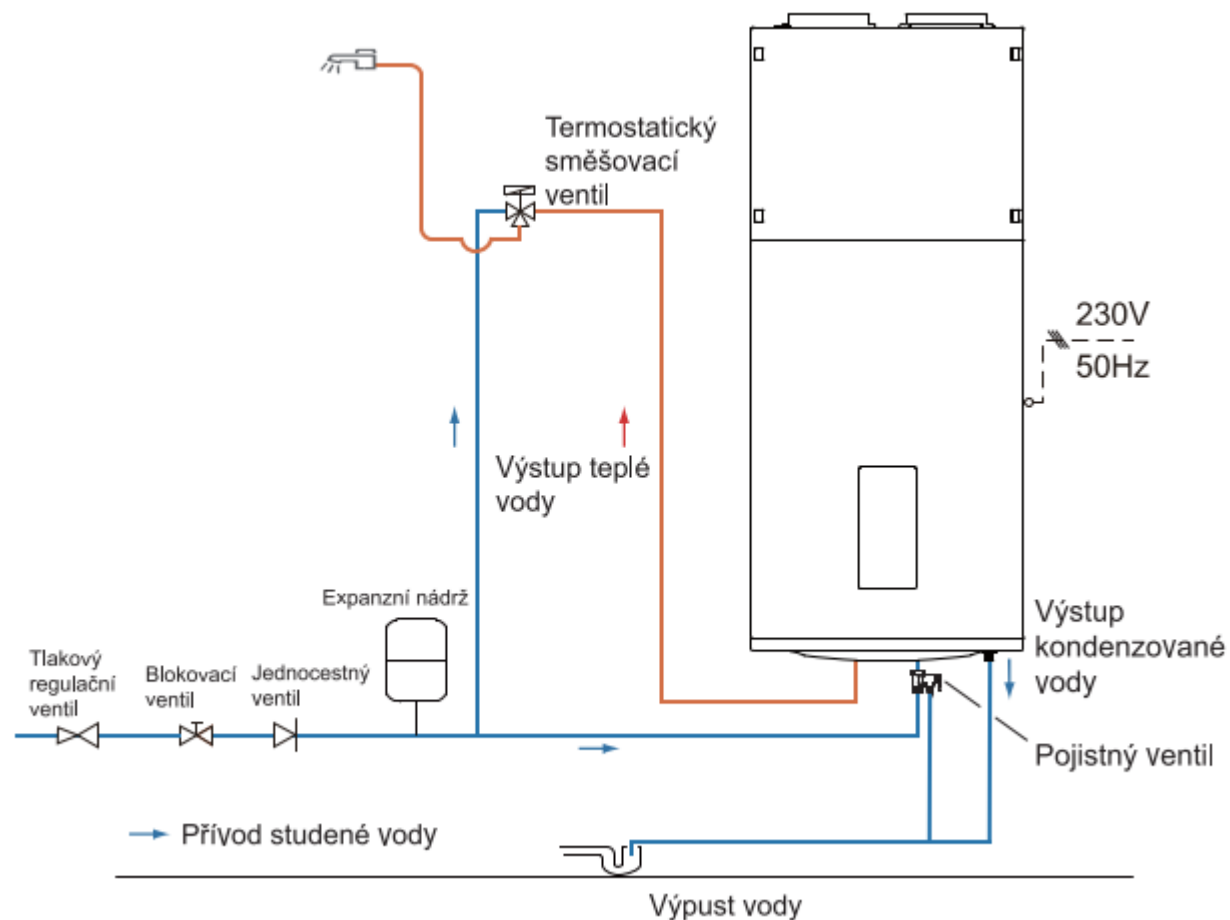 Termostatický
směšovací
ventil
230V
50Hz
Výstup teplé
vody
Expanzní nádrž
Tlakový
regulační
ventil
Blokovací
ventil
Jednocestný
ventil
Výstup
kondenzované
vody
Pojistný ventil
Přívod studené vody
Výpust vody